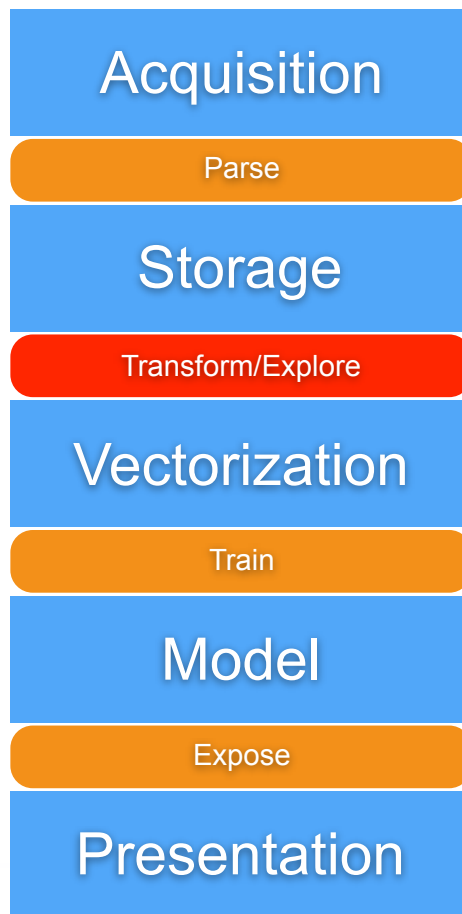 Acquisition
Parse
Storage
Transform/Explore
Vectorization
Train
Model
Expose
Presentation